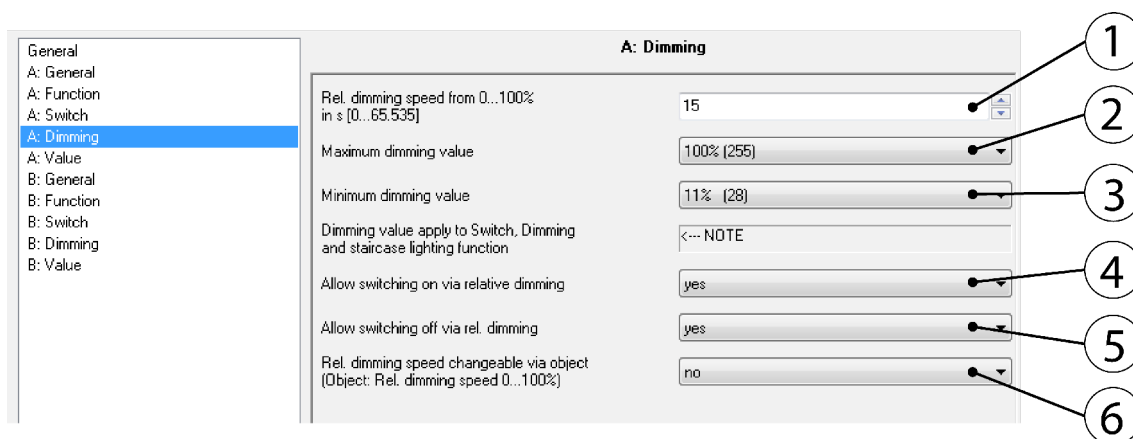 General
A: General
A: Function
A: Switch
A: Dimming
A: Value
B: General
B: Function
B: Switch
B: Dimming
B: Value
A: Dimming
Rel. dimming speed from 0...100%
in s [0...65.535]
15
Maximum dimming value
100% (255)
Minimum dimming value
11% (28)
Dimming value apply to Switch, Dimming
and staircase lighting function
<--- NOTE
Allow switching on via relative dimming
yes
Allow switching off via rel. dimming
yes
Rel. dimming speed changeable via object
(Object: Rel. dimming speed 0...100%)
no
1
2
3
4
5
6